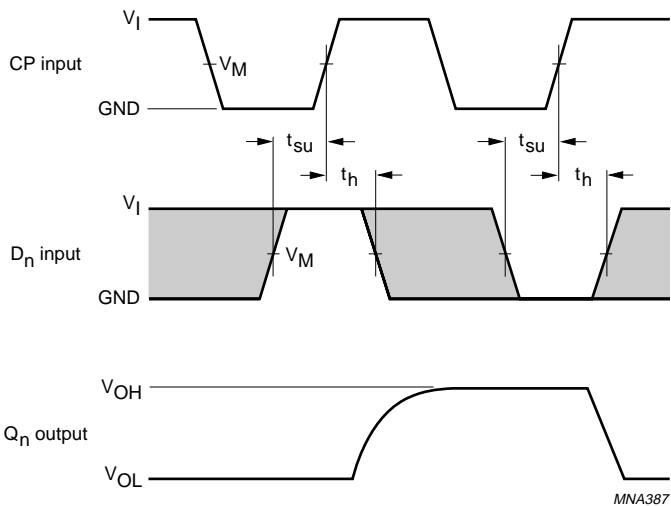 V_I
CP input
V_M
GND
t_su
t_su
t_h
t_h
V_I
D_n input
V_M
GND
V_OH
Q_n output
V_OL
MNA387